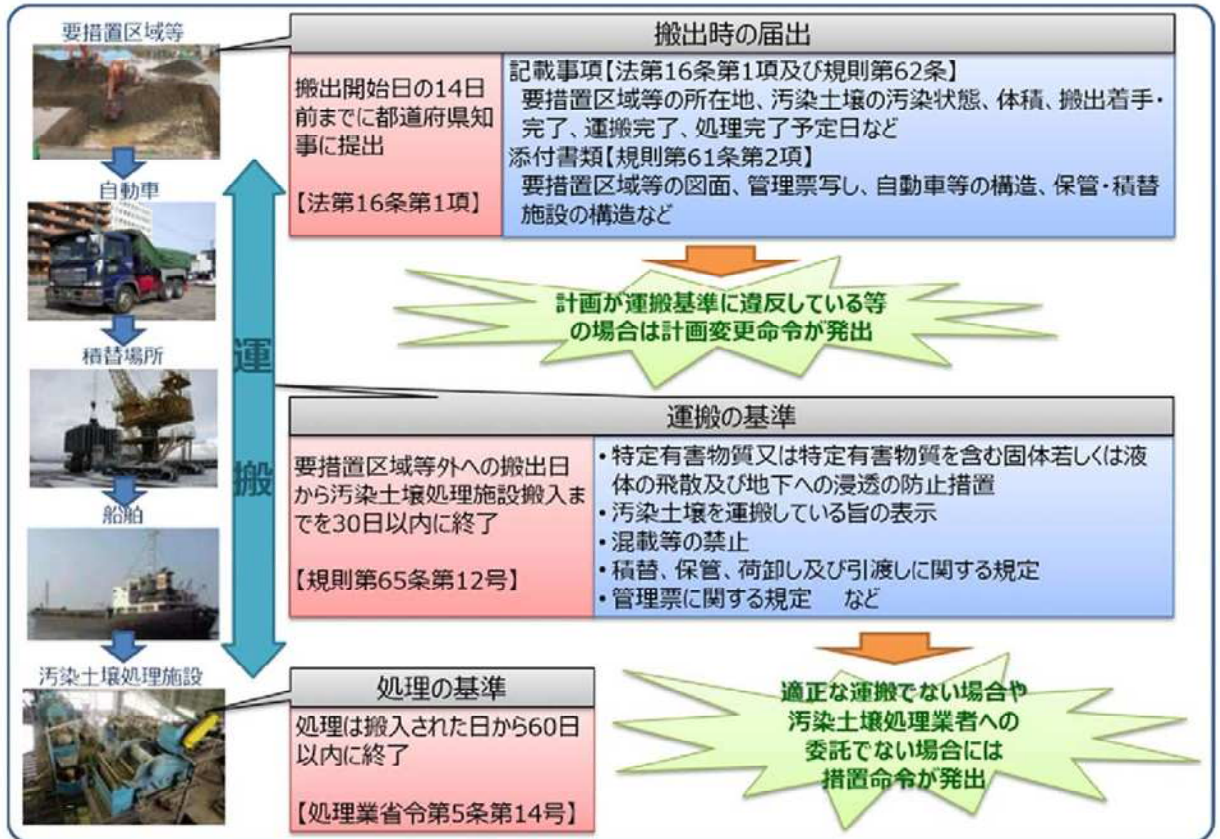 要措置区域等
自動車
積替場所
船舶
汚染土壌処理施設
運
搬
搬出時の届出
搬出開始日の14日
前までに都道府県知
事に提出
【法第16条第1項】
記載事項【法第16条第1項及び規則第62条】
要措置区域等の所在地、汚染土壌の汚染状態、体積、搬出着手・
完了、運搬完了、処理完了予定日など
添付書類【規則第61条第2項】
要措置区域等の図面、管理票写し、自動車等の構造、保管・積替
施設の構造など
計画が運搬基準に違反している等
の場合は計画変更命令が発出
運搬の基準
要措置区域等外への搬出日
から汚染土壌処理施設搬入ま
でを30日以内に終了
【規則第65条第12号】
・特定有害物質又は特定有害物質を含む固体若しくは液
体の飛散及び地下への浸透の防止措置
・汚染土壌を運搬している旨の表示
・混載等の禁止
・積替、保管、荷卸し及び引渡しに関する規定
・管理票に関する規定　など
適正な運搬でない場合や
汚染土壌処理業者への
委託でない場合には
措置命令が発出
処理の基準
処理は搬入された日から60日
以内に終了
【処理業省令第5条第14号】